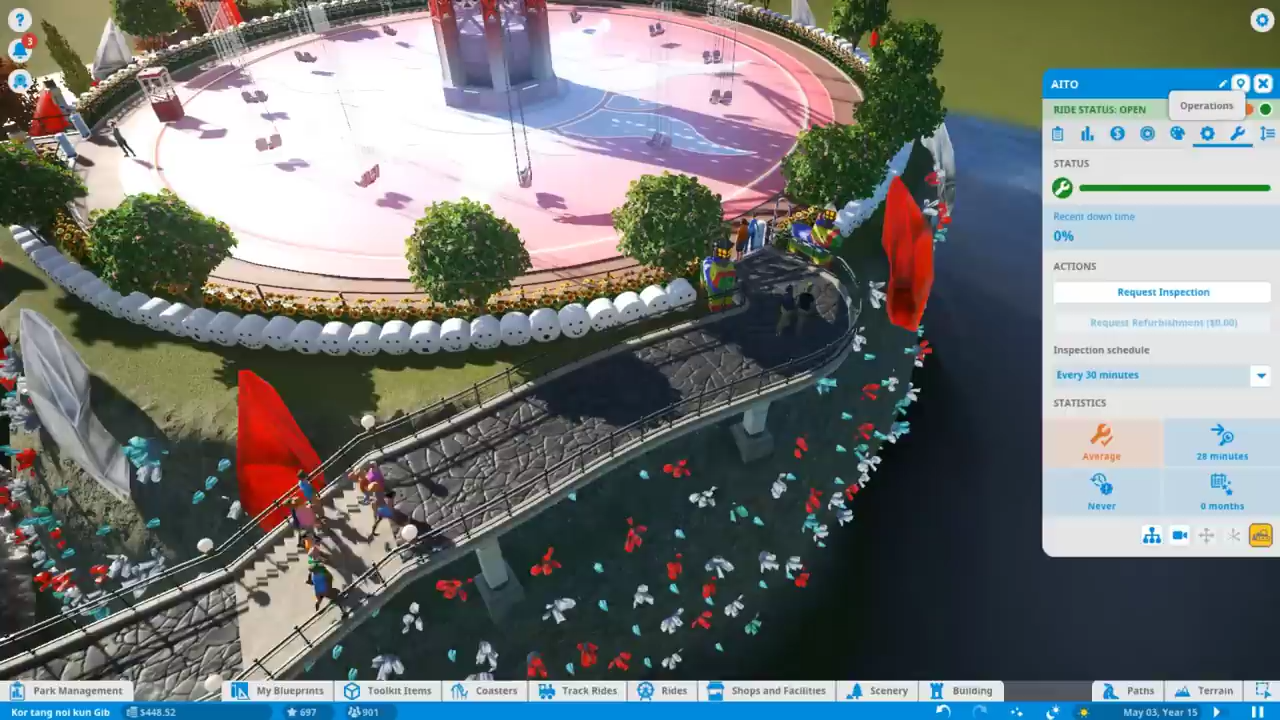 ?
3
AITO
RIDE STATUS: OPEN
Operations
STATUS
Recent down time
0%
ACTIONS
Request Inspection
Request Refurbishment ($0.00)
Inspection schedule
Every 30 minutes
STATISTICS
Average
28 minutes
Never
0 months
Park Management
My Blueprints
Toolkit Items
Coasters
Track Rides
Rides
Shops and Facilities
Scenery
Building
Paths
Terrain
Kor tang noi kun Gib
$448.52
697
901
May 03, Year 15